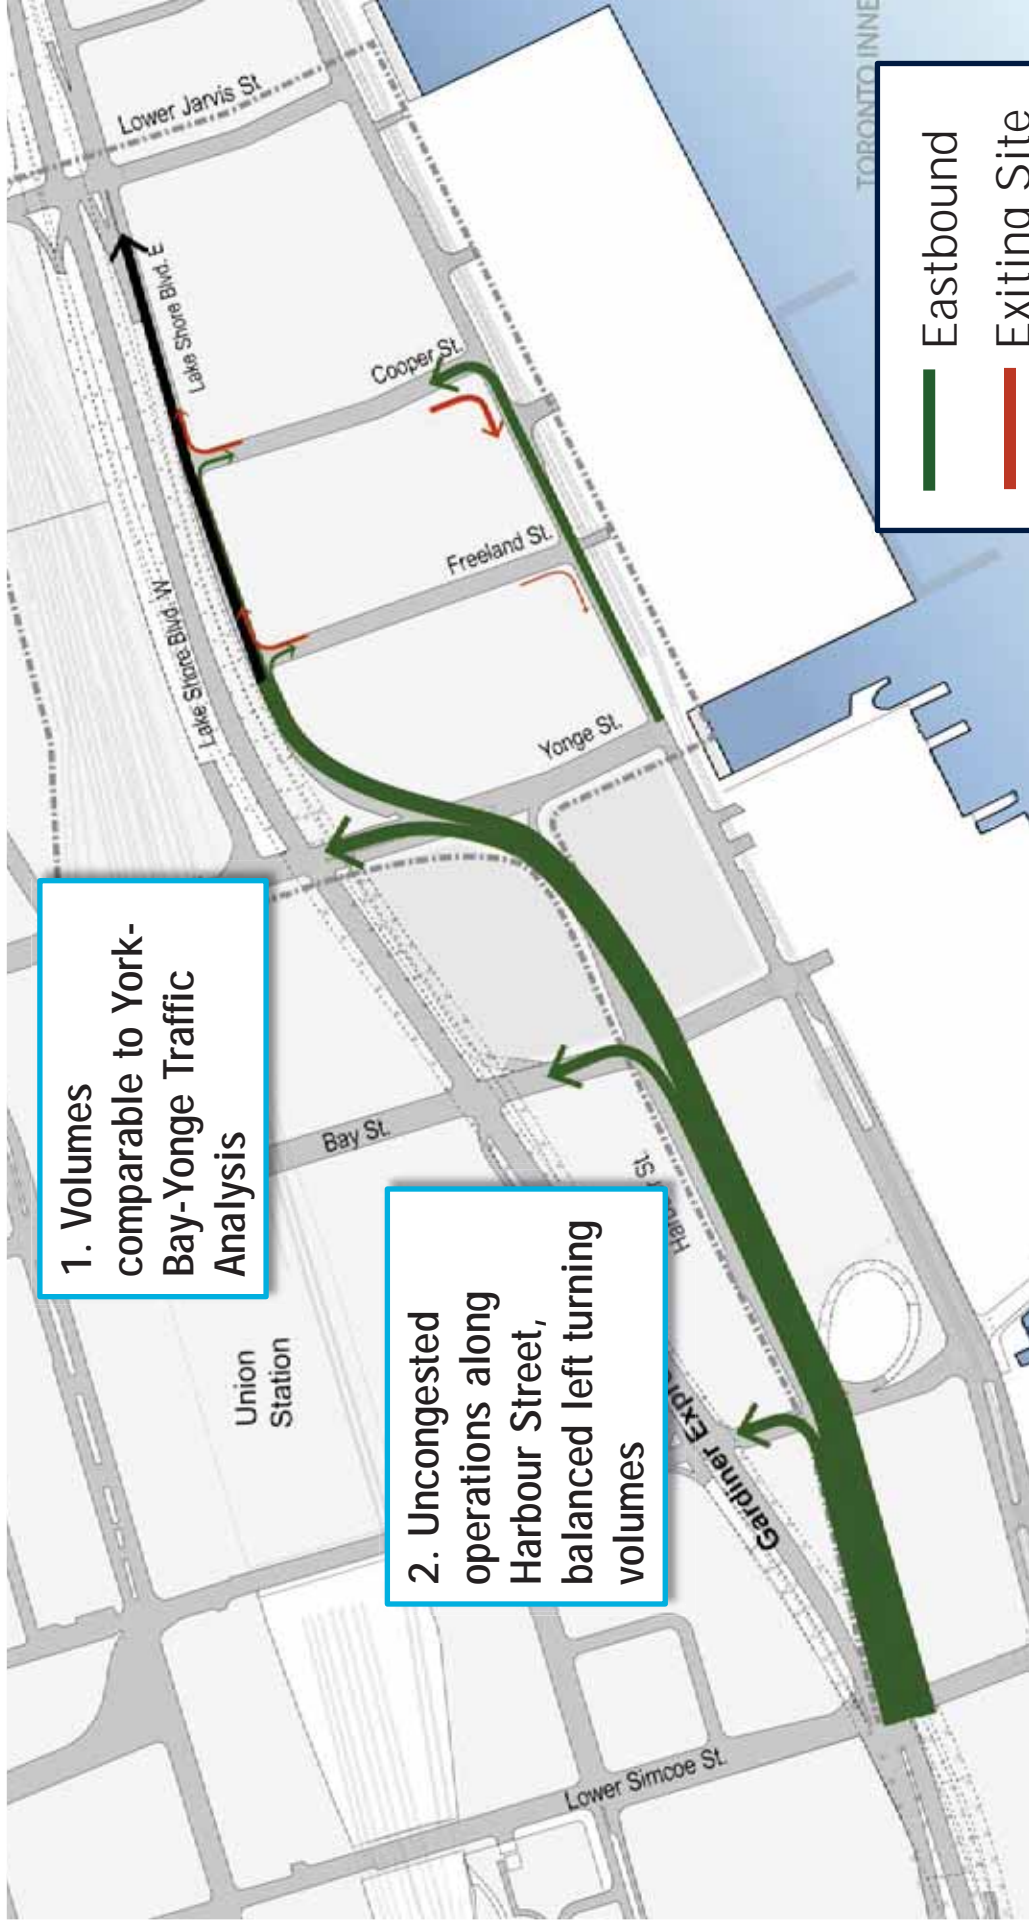 1. Volumes
comparable to York-
Bay-Yonge Traffic
Analysis
2. Uncongested
operations along
Harbour Street,
balanced left turning
volumes
Union
Station
Lower Simcoe St.
Bay St.
Yonge St.
Freeland St.
Cooper St.
Lower Jarvis St
Lake Shore Blvd. W
Lake Shore Blvd. E
Gardiner
TORONTO
Eastbound
Exiting Site